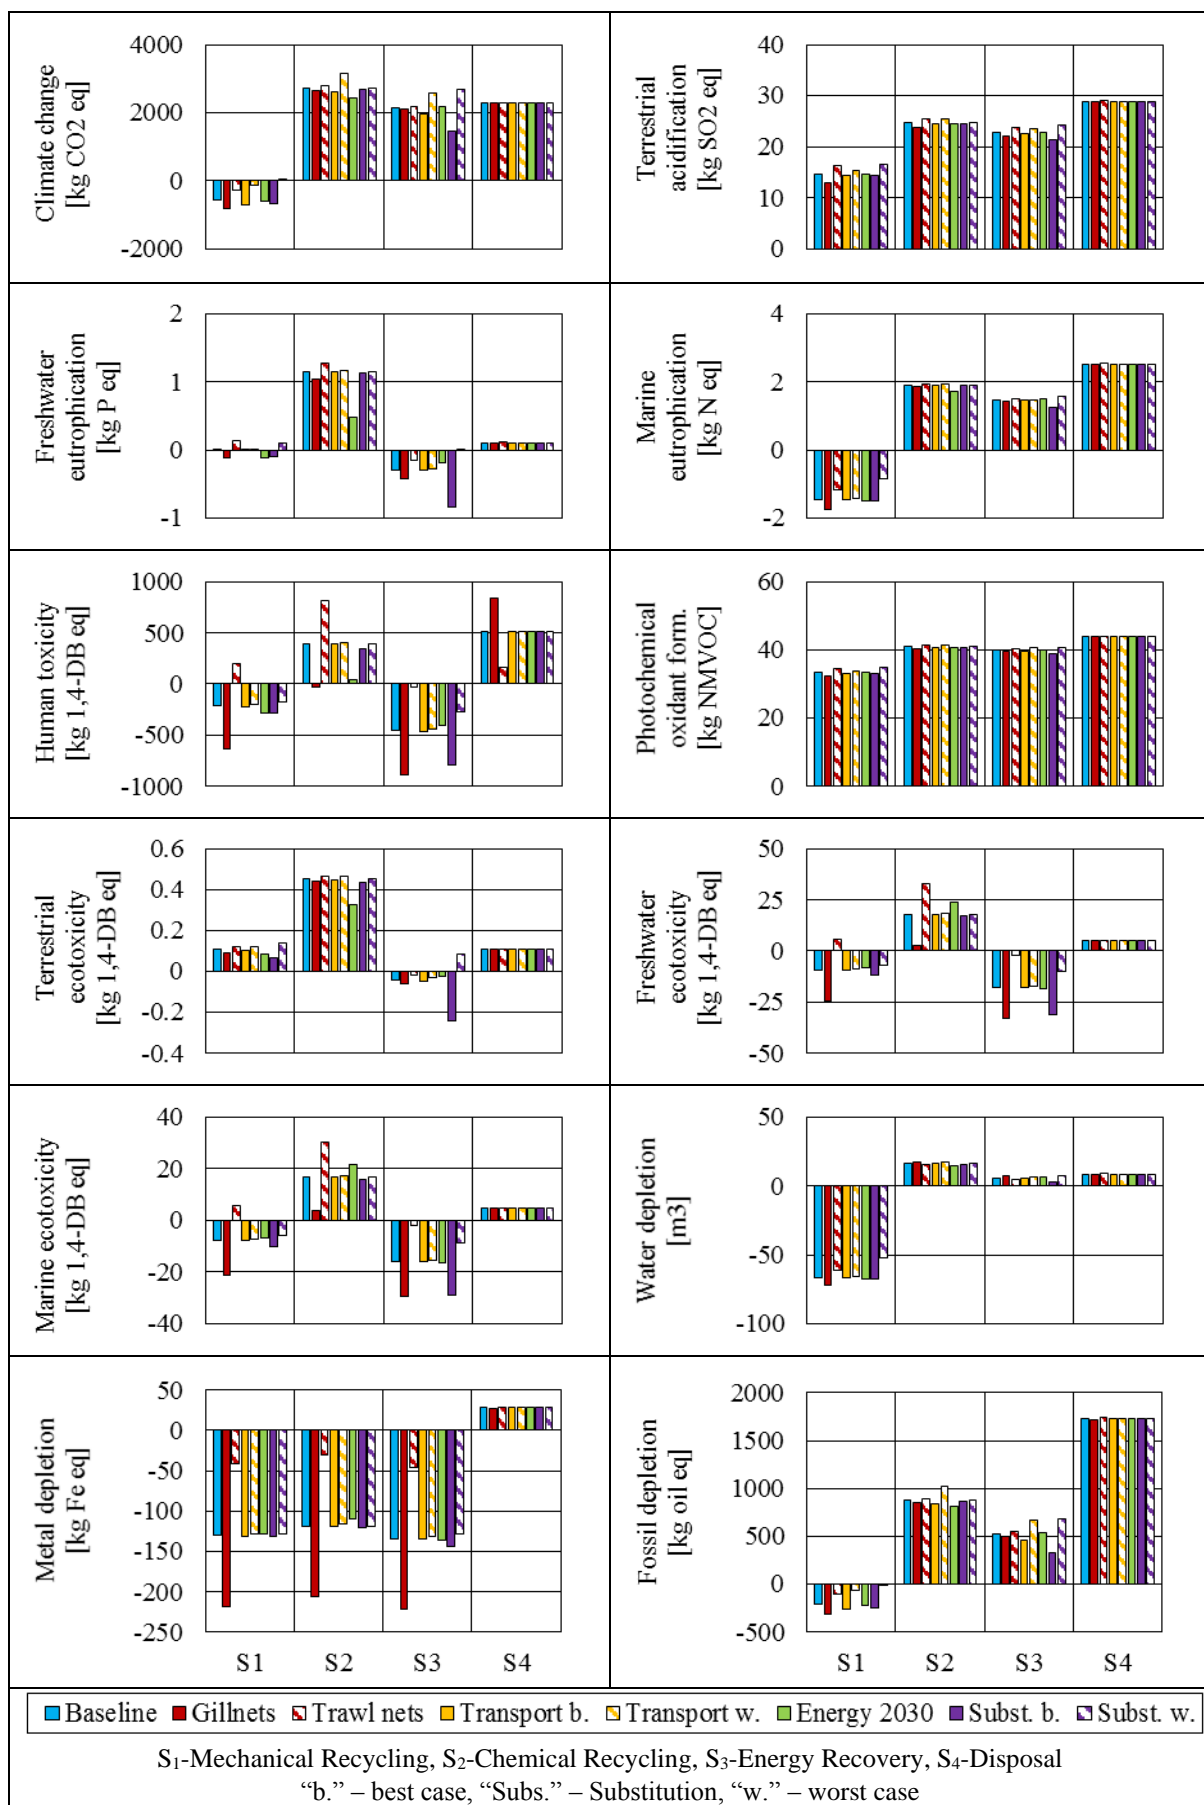 Climate change
[kg CO2 eq]
4000
2000
0
-2000
Terrestrial
acidification
[kg SO2 eq]
40
30
20
10
0
Freshwater
eutrophication
[kg P eq]
2
1
0
-1
Marine
eutrophication
[kg N eq]
4
2
0
-2
Human toxicity
[kg 1,4-DB eq]
1000
500
0
-500
-1000
Photochemical
oxidant form.
[kg NMVOC]
60
40
20
0
Terrestrial
ecotoxicity
[kg 1,4-DB eq]
0.6
0.4
0.2
0
-0.2
-0.4
Freshwater
ecotoxicity
[kg 1,4-DB eq]
50
25
0
-25
-50
Marine ecotoxicity
[kg 1,4-DB eq]
40
20
0
-20
-40
Water depletion
[m3]
50
0
-50
-100
Metal depletion
[kg Fe eq]
50
0
-50
-100
-150
-200
-250
S1 S2 S3 S4
Fossil depletion
[kg oil eq]
2000
1500
1000
500
0
-500
S1 S2 S3 S4
Baseline Gillnets Trawl nets Transport b. Transport w. Energy 2030 Subst. b. Subst. w.
S1-Mechanical Recycling, S2-Chemical Recycling, S3-Energy Recovery, S4-Disposal
“b.” – best case, “Subs.” – Substitution, “w.” – worst case